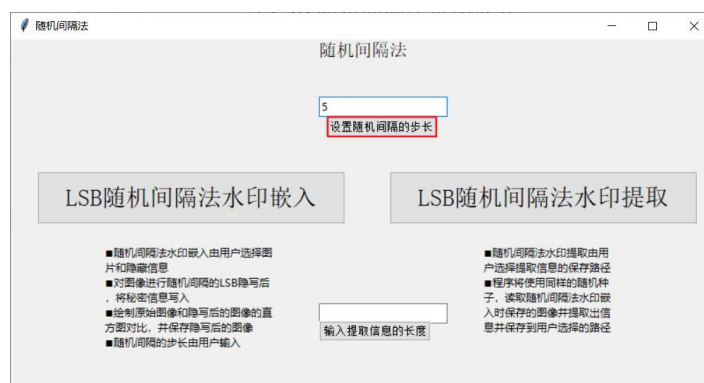 随机间隔法
随机间隔法
5
设置随机间隔的步长
LSB随机间隔法水印嵌入
LSB随机间隔法水印提取
■随机间隔法水印嵌入由用户选择图
片和隐藏信息
■对图像进行随机间隔的LSB隐写后
，将秘密信息写入
■绘制原始图像和隐写后的图像的直
方图对比，并保存隐写后的图像
■随机间隔的步长由用户输入
■随机间隔法水印提取由用
户选择提取信息的保存路径
■程序将使用同样的随机种
子，读取随机间隔法水印嵌
入时保存的图像并提取出信
息并保存到用户选择的路径
输入提取信息的长度